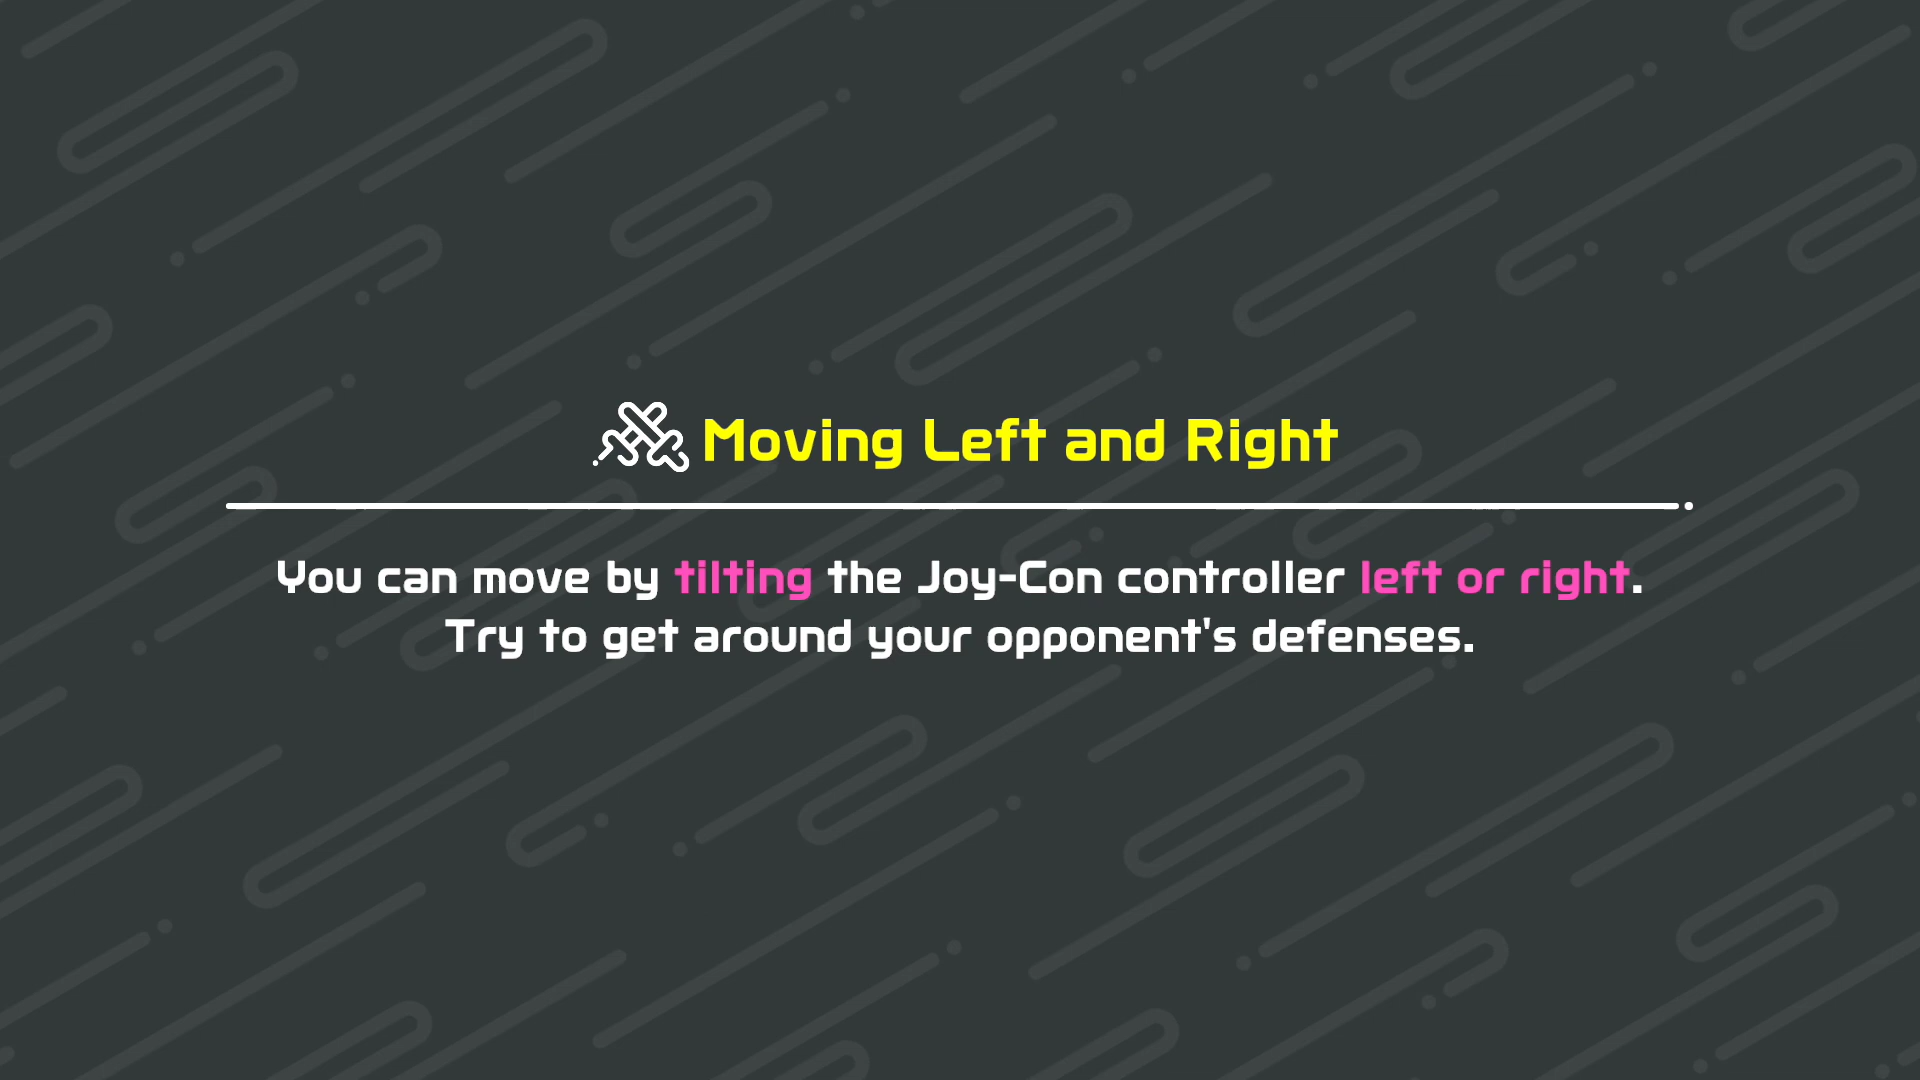 Moving Left and Right
You can move by tilting the Joy-Con controller left or right.
Try to get around your opponent's defenses.